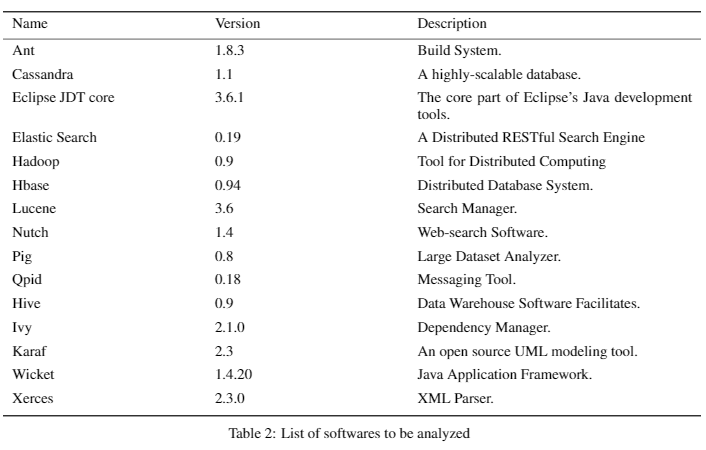 Name Version Description
Ant 1.8.3 Build System.
Cassandra 1.1 A highly-scalable database.
Eclipse JDT core 3.6.1 The core part of Eclipse's Java development
tools.
Elastic Search 0.19 A Distributed RESTful Search Engine
Hadoop 0.9 Tool for Distributed Computing
Hbase 0.94 Distributed Database System.
Lucene 3.6 Search Manager.
Nutch 1.4 Web-search Software.
Pig 0.8 Large Dataset Analyzer.
Qpid 0.18 Messaging Tool.
Hive 0.9 Data Warehouse Software Facilitates.
Ivy 2.1.0 Dependency Manager.
Karaf 2.3 An open source UML modeling tool.
Wicket 1.4.20 Java Application Framework.
Xerces 2.3.0 XML Parser.
Table 2: List of softwares to be analyzed